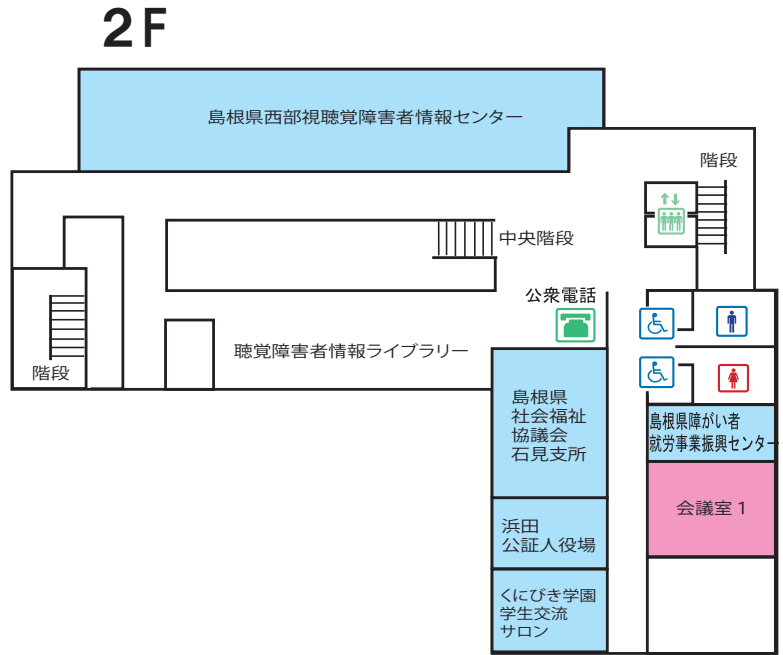 2F
島根県西部視聴覚障害者情報センター
階段
中央階段
公衆電話
聴覚障害者情報ライブラリー
階段
島根県
社会福祉
協議会
石見支所
島根県障がい者
就労事業振興センター
会議室 1
浜田
公証人役場
くにびき学園
学生交流
サロン